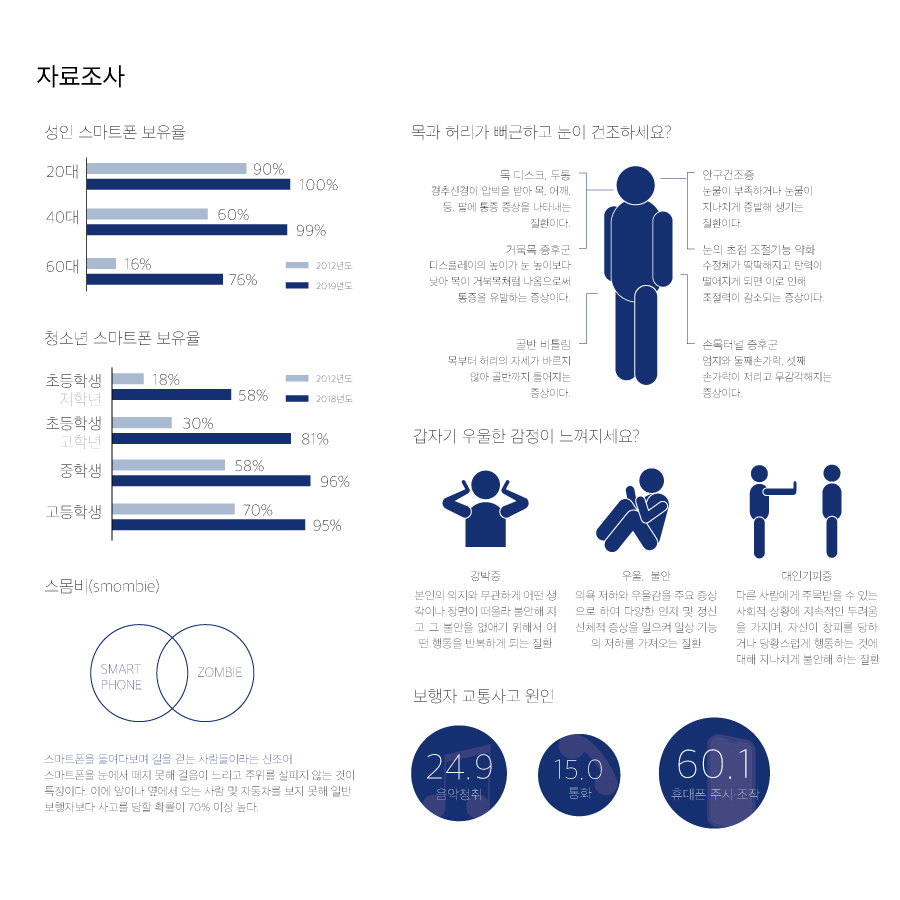 자료조사
성인 스마트폰 보유율
20대
90%
100%
40대
60%
99%
60대
16%
76%
2012년도
2019년도
청소년 스마트폰 보유율
초등학생
저학년
18%
58%
2012년도
2018년도
초등학생
고학년
30%
81%
중학생
58%
96%
고등학생
70%
95%
스몸비(smombie)
SMART
PHONE
ZOMBIE
스마트폰을 들여다보며 길을 걷는 사람들이라는 신조어
스마트폰을 눈에서 떼지 못해 걸음이 느리고 주위를 살피지 않는 것이
특징이다. 이에 앞이나 옆에서 오는 사람 및 자동차를 보지 못해 일반
보행자보다 사고를 당할 확률이 70% 이상 높다.
목과 허리가 뻐근하고 눈이 건조하세요?
목 디스크, 두통
경추신경이 압박을 받아 목, 어깨,
등, 팔에 통증 증상을 나타내는
질환이다.
거북목 증후군
디스플레이의 높이가 눈 높이보다
낮아 목이 거북목처럼 나옴으로써
통증을 유발하는 증상이다.
골반 비틀림
목부터 허리의 자세가 바르지
않아 골반까지 틀어지는
증상이다.
안구건조증
눈물이 부족하거나 눈물이
지나치게 증발해 생기는
질환이다.
눈의 초점 조절기능 약화
수정체가 딱딱해지고 탄력이
떨어지게 되면 이로 인해
조절력이 감소되는 증상이다.
손목터널 증후군
엄지와 둘째손가락, 셋째
손가락이 저리고 무감각해지는
증상이다.
갑자기 우울한 감정이 느껴지세요?
강박증
본인의 의지와 무관하게 어떤 생
각이나 장면이 떠올라 불안해 지
고 그 불안을 없애기 위해서 어
떤 행동을 반복하게 되는 질환
우울, 불안
의욕 저하와 우울감을 주요 증상
으로 하여 다양한 인지 및 정신
신체적 증상을 일으켜 일상 기능
의 저하를 가져오는 질환
대인기피증
다른 사람에게 주목받을 수 있는
사회적 상황에 지속적인 두려움
을 가지며, 자신이 창피를 당하
거나 당황스럽게 행동하는 것에
대해 지나치게 불안해 하는 질환
보행자 교통사고 원인
24.9
음악청취
15.0
통화
60.1
휴대폰 주시·조작